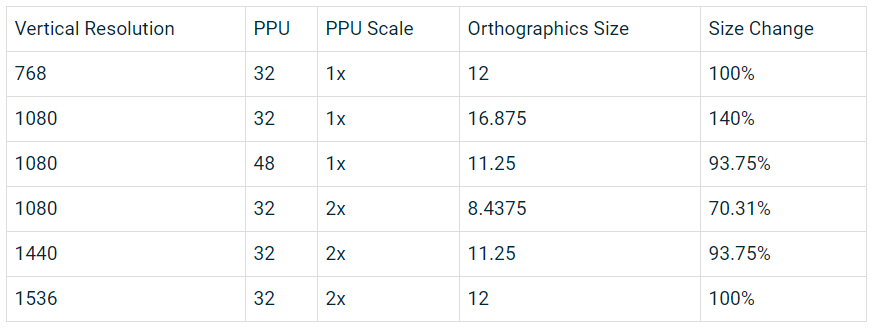 Vertical Resolution PPU PPU Scale Orthographics Size Size Change
768 32 1x 12 100%
1080 32 1x 16.875 140%
1080 48 1x 11.25 93.75%
1080 32 2x 8.4375 70.31%
1440 32 2x 11.25 93.75%
1536 32 2x 12 100%